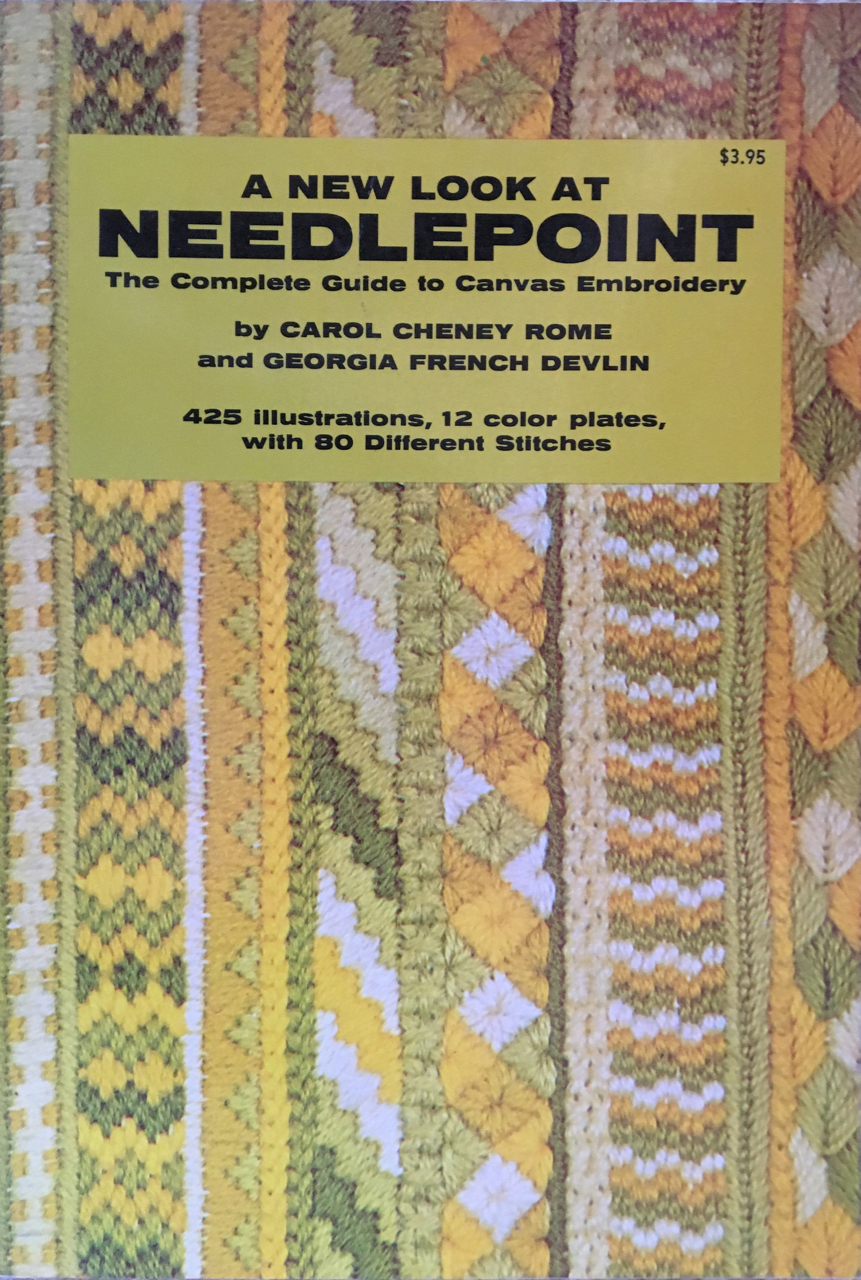 $3.95
A NEW LOOK AT
NEEDLEPOINT
The Complete Guide to Canvas Embroidery
by CAROL CHENEY ROME
and GEORGIA FRENCH DEVLIN
425 illustrations, 12 color plates,
with 80 Different Stitches